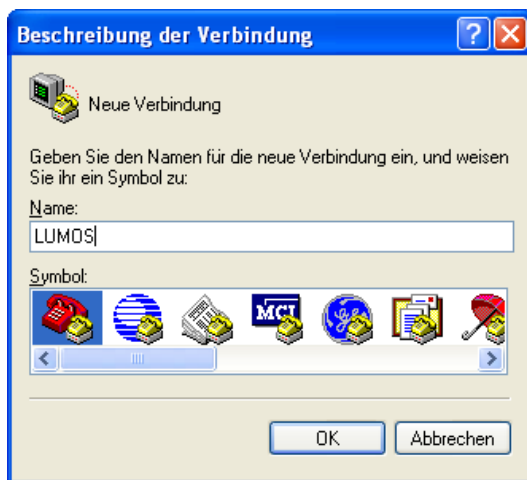 Beschreibung der Verbindung
Neue Verbindung
Geben Sie den Namen für die neue Verbindung ein, und weisen
Sie ihr ein Symbol zu:
Name:
LUMOS
Symbol:
MCI
OK Abbrechen